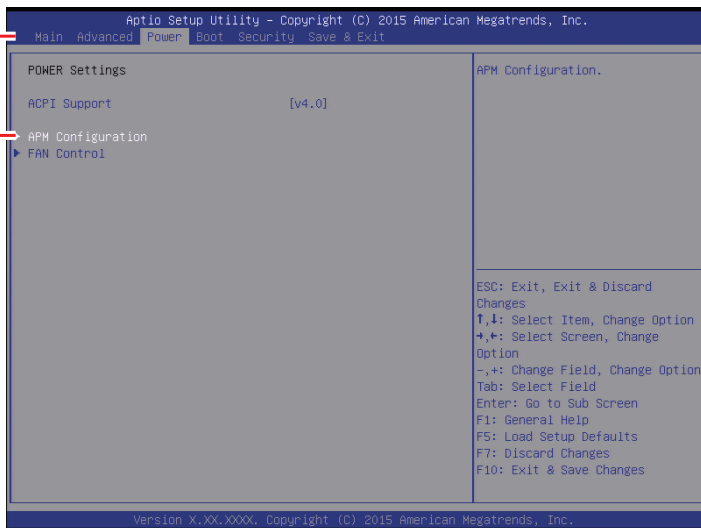 Aptio Setup Utility – Copyright (C) 2015 American Megatrends, Inc.
Main Advanced Power Boot Security Save & Exit
POWER Settings
ACPI Support [v4.0]
APM Configuration
FAN Control
APM Configuration.
ESC: Exit, Exit & Discard
Changes
↑,↓: Select Item, Change Option
→,←: Select Screen, Change
Option
-,+: Change Field, Change Option
Tab: Select Field
Enter: Go to Sub Screen
F1: General Help
F5: Load Setup Defaults
F7: Discard Changes
F10: Exit & Save Changes
Version X.XX.XXXX. Copyright (C) 2015 American Megatrends, Inc.